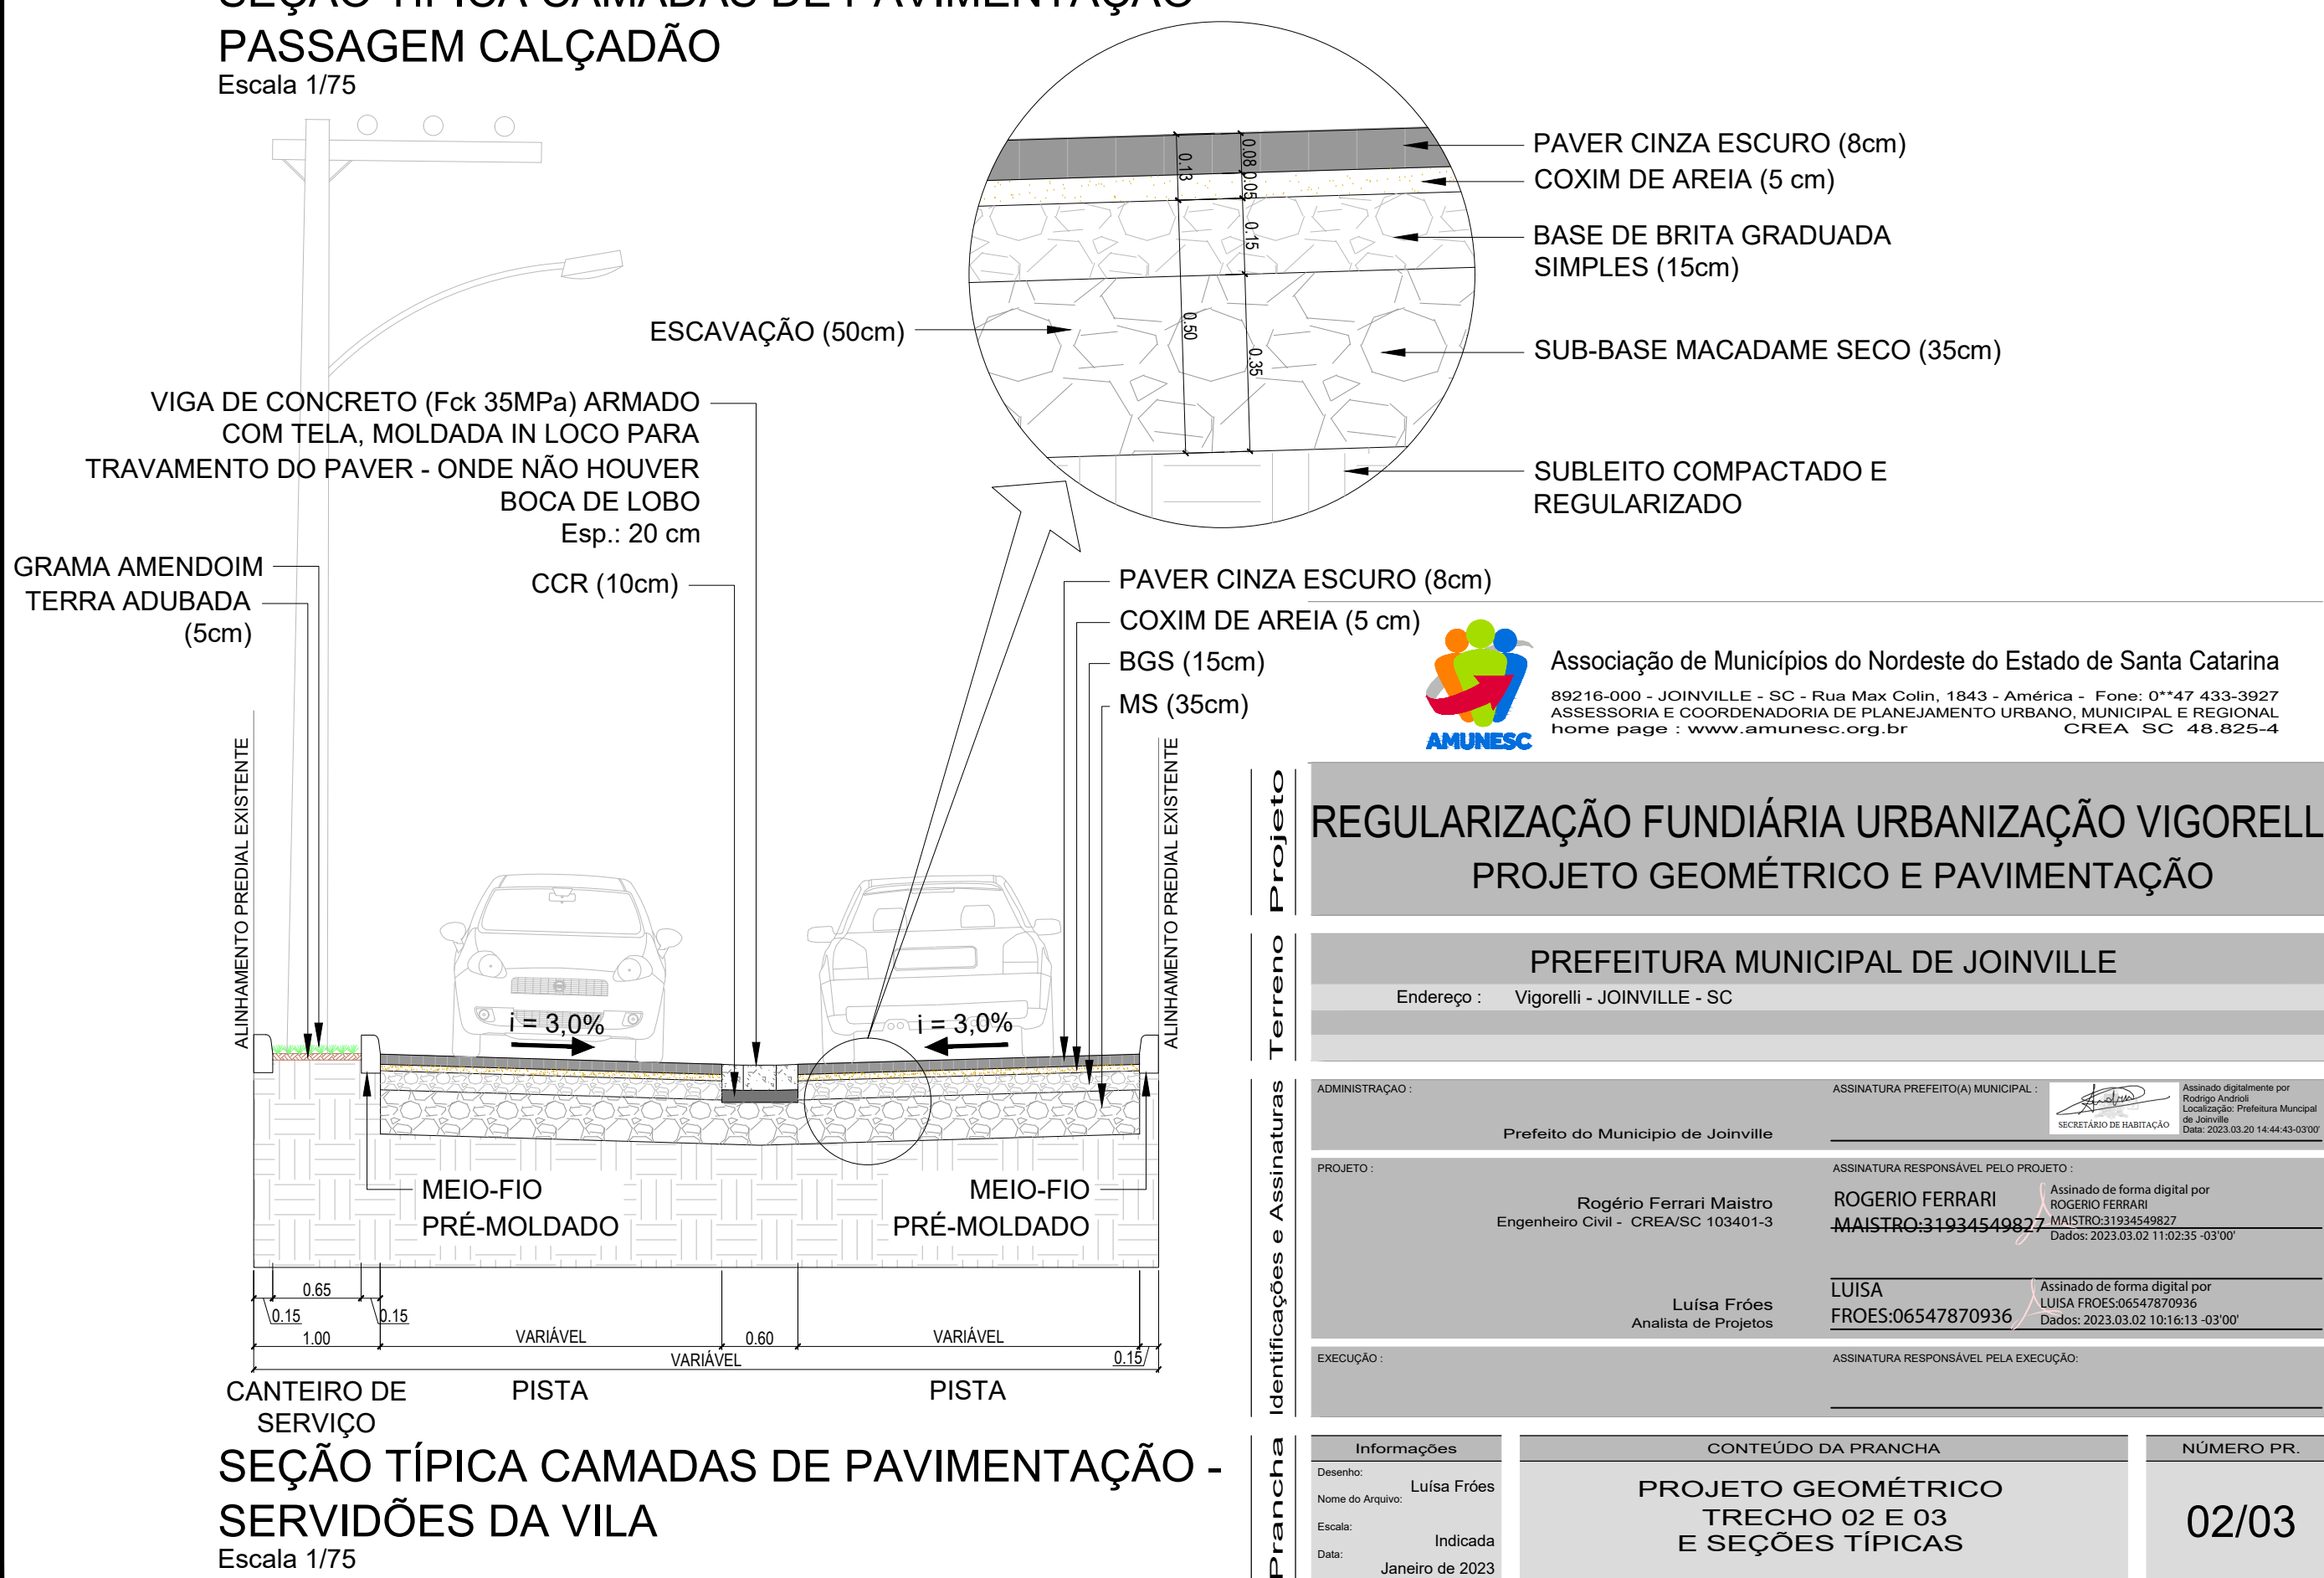 SEÇÃO TÍPICA CAMADAS DE PAVIMENTAÇÃO
PASSAGEM CALÇADÃO
Escala 1/75
PAVER CINZA ESCURO (8cm)
COXIM DE AREIA (5 cm)
BASE DE BRITA GRADUADA
SIMPLES (15cm)
SUB-BASE MACADAME SECO (35cm)
SUBLEITO COMPACTADO E
REGULARIZADO
ESCAVAÇÃO (50cm)
0.13
0.08
0.05
0.15
0.50
0.35
VIGA DE CONCRETO (Fck 35MPa) ARMADO
COM TELA, MOLDADA IN LOCO PARA
TRAVAMENTO DO PAVER - ONDE NÃO HOUVER
BOCA DE LOBO
Esp.: 20 cm
GRAMA AMENDOIM
TERRA ADUBADA
(5cm)
CCR (10cm)
PAVER CINZA ESCURO (8cm)
COXIM DE AREIA (5 cm)
BGS (15cm)
MS (35cm)
ALINHAMENTO PREDIAL EXISTENTE
ALINHAMENTO PREDIAL EXISTENTE
i = 3,0%
i = 3,0%
MEIO-FIO
PRÉ-MOLDADO
MEIO-FIO
PRÉ-MOLDADO
0.65
0.15
0.15
1.00
VARIÁVEL
0.60
VARIÁVEL
VARIÁVEL
0.15
CANTEIRO DE
SERVIÇO
PISTA
PISTA
SEÇÃO TÍPICA CAMADAS DE PAVIMENTAÇÃO -
SERVIDÕES DA VILA
Escala 1/75
AMUNESC
Associação de Municípios do Nordeste do Estado de Santa Catarina
89216-000 - JOINVILLE - SC - Rua Max Colin, 1843 - América - Fone: 0**47 433-3927
ASSESSORIA E COORDENADORIA DE PLANEJAMENTO URBANO, MUNICIPAL E REGIONAL
home page : www.amunesc.org.br CREA SC 48.825-4
Projeto
REGULARIZAÇÃO FUNDIÁRIA URBANIZAÇÃO VIGORELL
PROJETO GEOMÉTRICO E PAVIMENTAÇÃO
Terreno
PREFEITURA MUNICIPAL DE JOINVILLE
Endereço : Vigorelli - JOINVILLE - SC
Identificações e Assinaturas
ADMINISTRAÇAO :
Prefeito do Municipio de Joinville
ASSINATURA PREFEITO(A) MUNICIPAL :
SECRETÁRIO DE HABITAÇÃO
Assinado digitalmente por
Rodrigo Andrioli
Localização: Prefeitura Muncipal
de Joinville
Data: 2023.03.20 14:44:43-03'00'
PROJETO :
Rogério Ferrari Maistro
Engenheiro Civil - CREA/SC 103401-3
ASSINATURA RESPONSÁVEL PELO PROJETO :
ROGERIO FERRARI
MAISTRO:31934549827
Assinado de forma digital por
ROGERIO FERRARI
MAISTRO:31934549827
Dados: 2023.03.02 11:02:35 -03'00'
Luísa Fróes
Analista de Projetos
LUISA
FROES:06547870936
Assinado de forma digital por
LUISA FROES:06547870936
Dados: 2023.03.02 10:16:13 -03'00'
EXECUÇÃO :
ASSINATURA RESPONSÁVEL PELA EXECUÇÃO:
Prancha
Informações
Desenho:
Luísa Fróes
Nome do Arquivo:
Escala:
Indicada
Data:
Janeiro de 2023
CONTEÚDO DA PRANCHA
PROJETO GEOMÉTRICO
TRECHO 02 E 03
E SEÇÕES TÍPICAS
NÚMERO PR.
02/03